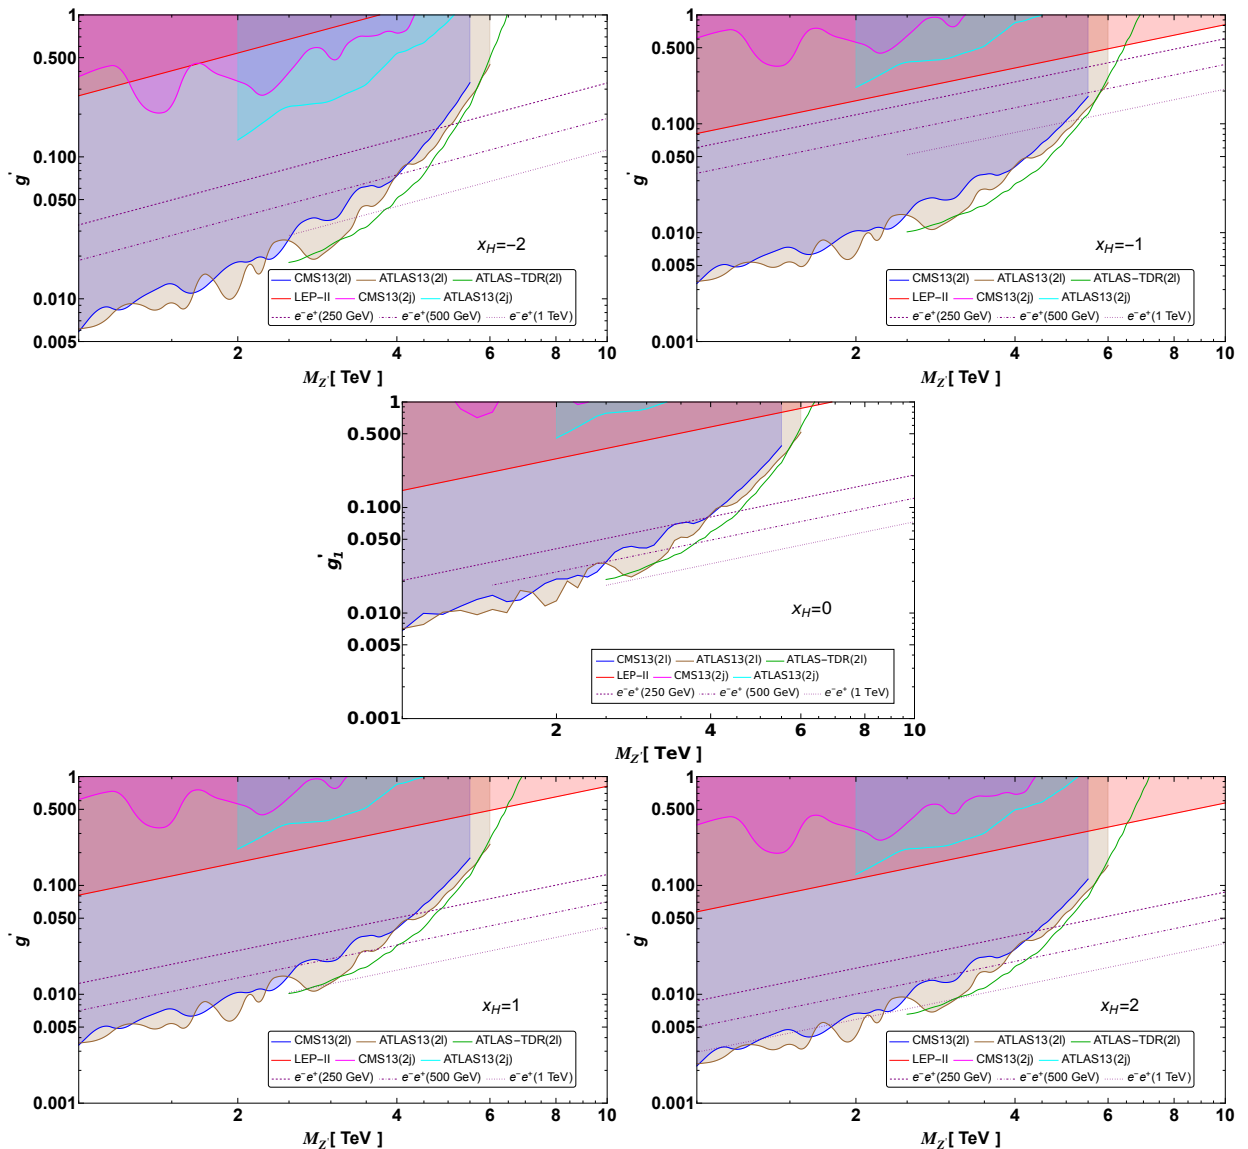 1
0.500
0.100
0.050
0.010
0.005
g'
x_H=−2
CMS13(2l) ATLAS13(2l) ATLAS−TDR(2l)
LEP−II CMS13(2j) ATLAS13(2j)
e⁻e⁺(250 GeV) e⁻e⁺(500 GeV) e⁻e⁺(1 TeV)
2 4 6 8 10
M_Z'[ TeV ]
1
0.500
0.100
0.050
0.010
0.005
0.001
g'
x_H=−1
CMS13(2l) ATLAS13(2l) ATLAS−TDR(2l)
LEP−II CMS13(2j) ATLAS13(2j)
e⁻e⁺(250 GeV) e⁻e⁺(500 GeV) e⁻e⁺(1 TeV)
2 4 6 8 10
M_Z'[ TeV ]
1
0.500
0.100
0.050
0.010
0.005
0.001
g₁'
x_H=0
CMS13(2l) ATLAS13(2l) ATLAS−TDR(2l)
LEP−II CMS13(2j) ATLAS13(2j)
e⁻e⁺(250 GeV) e⁻e⁺ (500 GeV) e⁻e⁺ (1 TeV)
2 4 6 8 10
M_Z'[ TeV ]
1
0.500
0.100
0.050
0.010
0.005
0.001
g'
x_H=1
CMS13(2l) ATLAS13(2l) ATLAS−TDR(2l)
LEP−II CMS13(2j) ATLAS13(2j)
e⁻e⁺(250 GeV) e⁻e⁺(500 GeV) e⁻e⁺(1 TeV)
2 4 6 8 10
M_Z'[ TeV ]
1
0.500
0.100
0.050
0.010
0.005
0.001
g'
x_H=2
CMS13(2l) ATLAS13(2l) ATLAS−TDR(2l)
LEP−II CMS13(2j) ATLAS13(2j)
e⁻e⁺(250 GeV) e⁻e⁺(500 GeV) e⁻e⁺(1 TeV)
2 4 6 8 10
M_Z'[ TeV ]